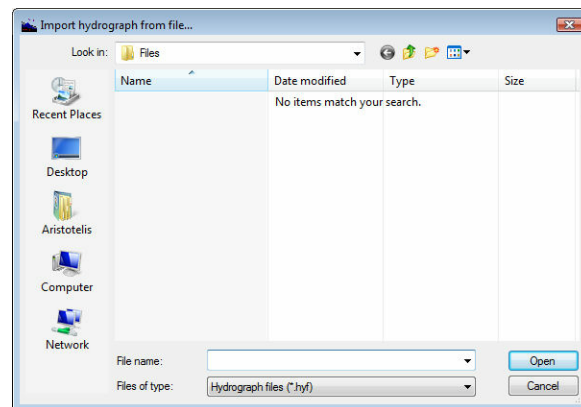 Import hydrograph from file...
Look in: Files
Name Date modified Type Size
No items match your search.
Recent Places
Desktop
Aristotelis
Computer
Network
File name: Open
Files of type: Hydrograph files (*.hyf) Cancel